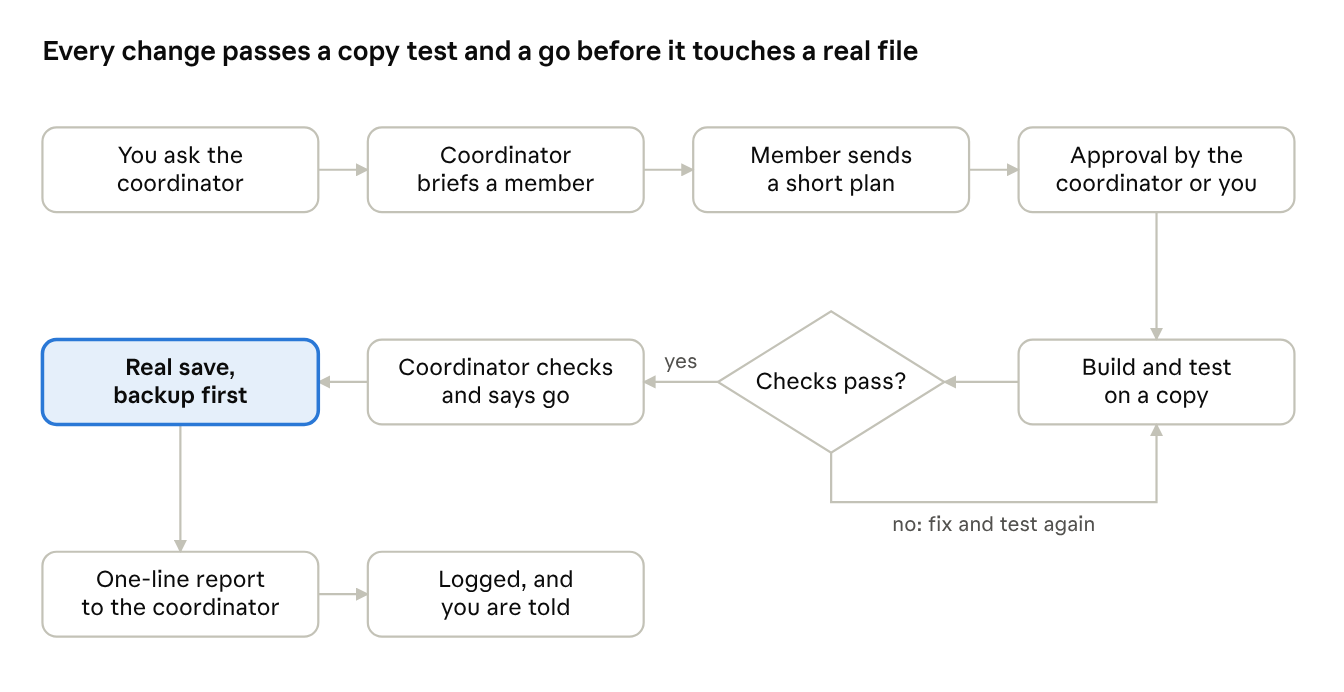 Every change passes a copy test and a go before it touches a real file
You ask the
coordinator
Coordinator
briefs a member
Member sends
a short plan
Approval by the
coordinator or you
Build and test
on a copy
Checks pass?
yes
no: fix and test again
Coordinator checks
and says go
Real save,
backup first
One-line report
to the coordinator
Logged, and
you are told